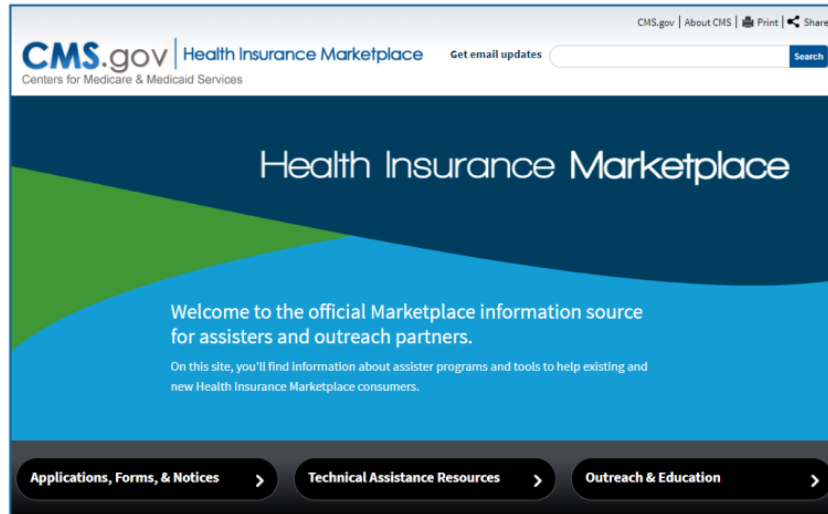 CMS.gov | About CMS | Print | Share
CMS.gov | Health Insurance Marketplace
Centers for Medicare & Medicaid Services
Get email updates
Search
Health Insurance Marketplace
Welcome to the official Marketplace information source
for assisters and outreach partners.
On this site, you'll find information about assister programs and tools to help existing and
new Health Insurance Marketplace consumers.
Applications, Forms, & Notices
Technical Assistance Resources
Outreach & Education